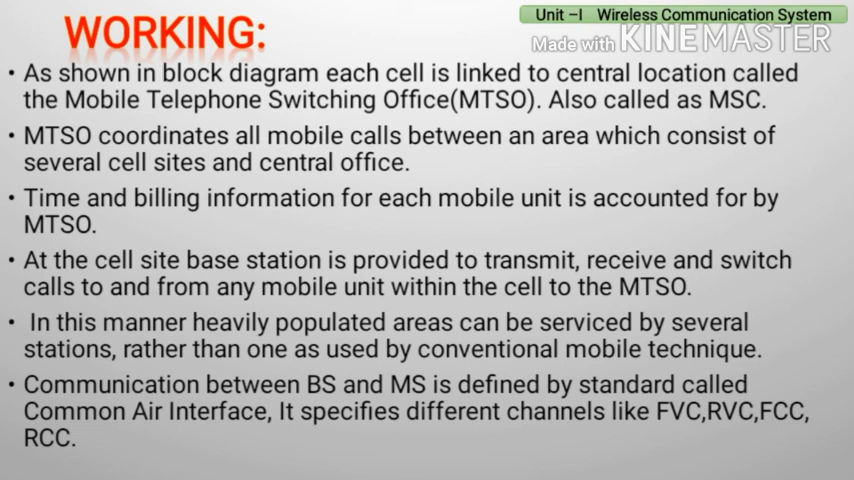 Unit –I Wireless Communication System
Made with KINEMASTER
WORKING:
• As shown in block diagram each cell is linked to central location called
the Mobile Telephone Switching Office(MTSO). Also called as MSC.
• MTSO coordinates all mobile calls between an area which consist of
several cell sites and central office.
• Time and billing information for each mobile unit is accounted for by
MTSO.
• At the cell site base station is provided to transmit, receive and switch
calls to and from any mobile unit within the cell to the MTSO.
• In this manner heavily populated areas can be serviced by several
stations, rather than one as used by conventional mobile technique.
• Communication between BS and MS is defined by standard called
Common Air Interface, It specifies different channels like FVC,RVC,FCC,
RCC.